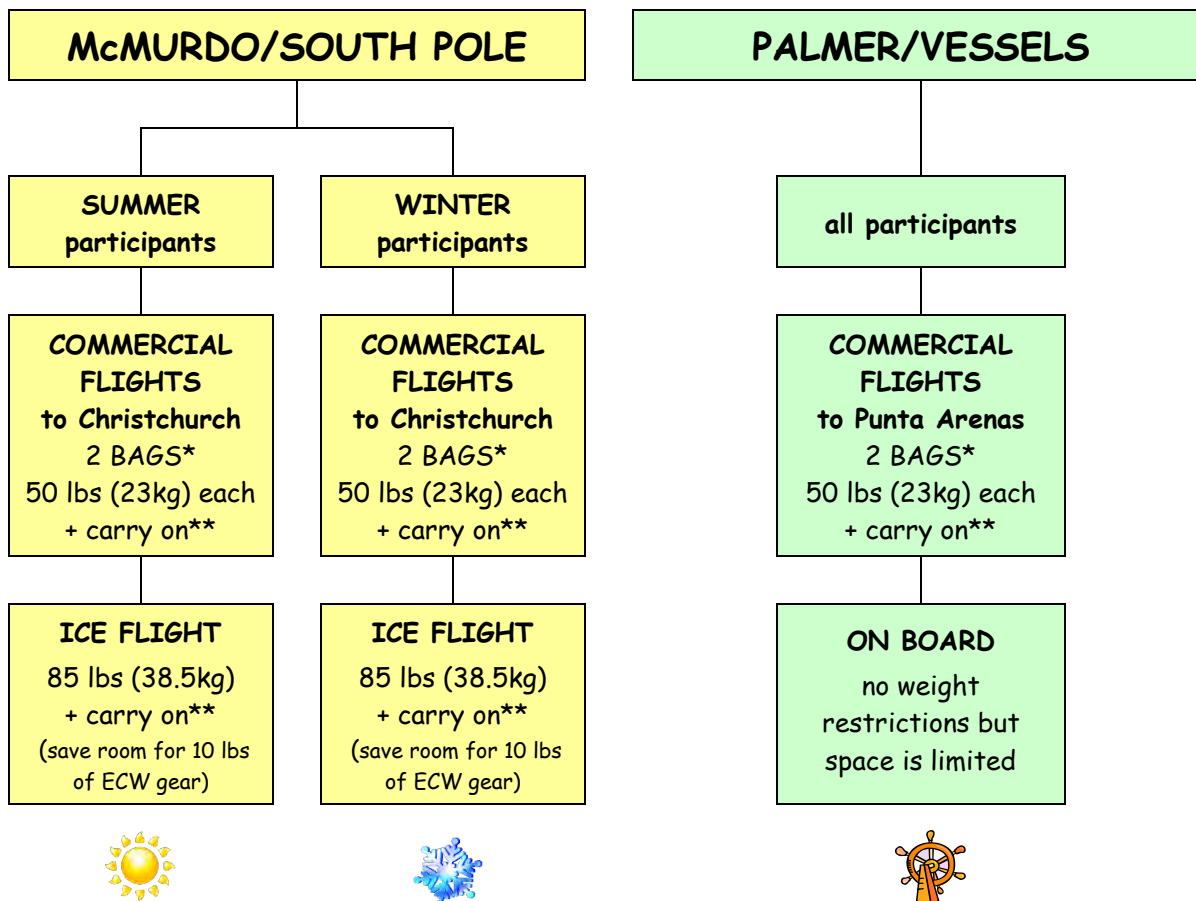 McMURDO/SOUTH POLE
SUMMER
participants
COMMERCIAL
FLIGHTS
to Christchurch
2 BAGS*
50 lbs (23kg) each
+ carry on**
ICE FLIGHT
85 lbs (38.5kg)
+ carry on**
(save room for 10 lbs
of ECW gear)
WINTER
participants
COMMERCIAL
FLIGHTS
to Christchurch
2 BAGS*
50 lbs (23kg) each
+ carry on**
ICE FLIGHT
85 lbs (38.5kg)
+ carry on**
(save room for 10 lbs
of ECW gear)
PALMER/VESSELS
all participants
COMMERCIAL
FLIGHTS
to Punta Arenas
2 BAGS*
50 lbs (23kg) each
+ carry on**
ON BOARD
no weight
restrictions but
space is limited